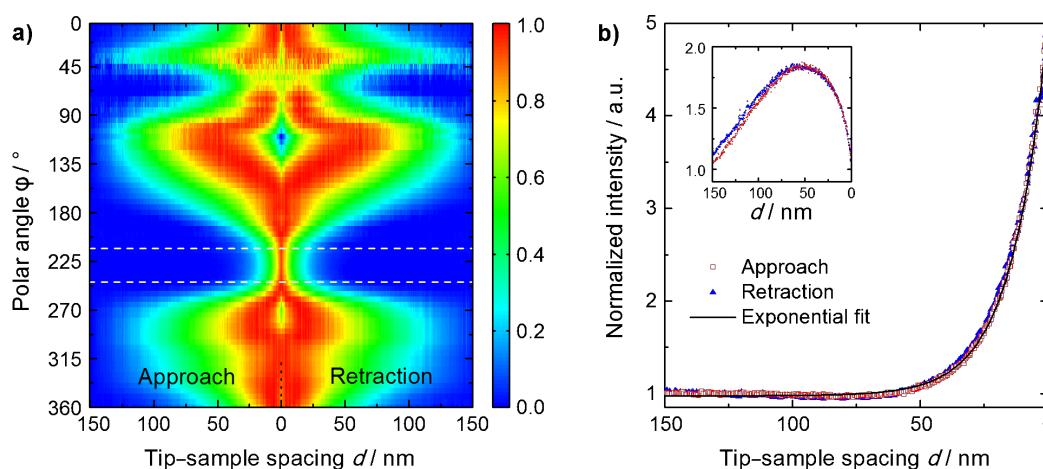 a)
Polar angle φ / °
0
45
90
135
180
225
270
315
360
Approach
Retraction
150 100 50 0 50 100 150
Tip–sample spacing d / nm
1.0
0.8
0.6
0.4
0.2
0.0
b)
Normalized intensity / a.u.
5
4
3
2
1
2.0
1.5
1.0
150 100 50 0
d / nm
Approach
Retraction
Exponential fit
150 100 50
Tip–sample spacing d / nm